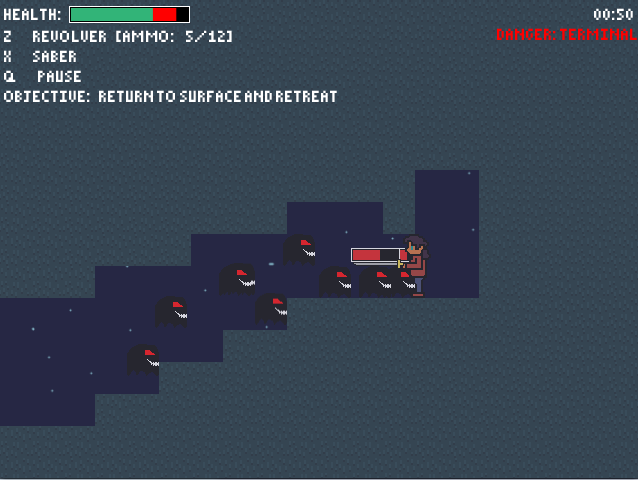 HEALTH:
00:50
Z REVOLVER [AMMO: 5/12]
DANGER: TERMINAL
X SABER
Q PAUSE
OBJECTIVE: RETURN TO SURFACE AND RETREAT